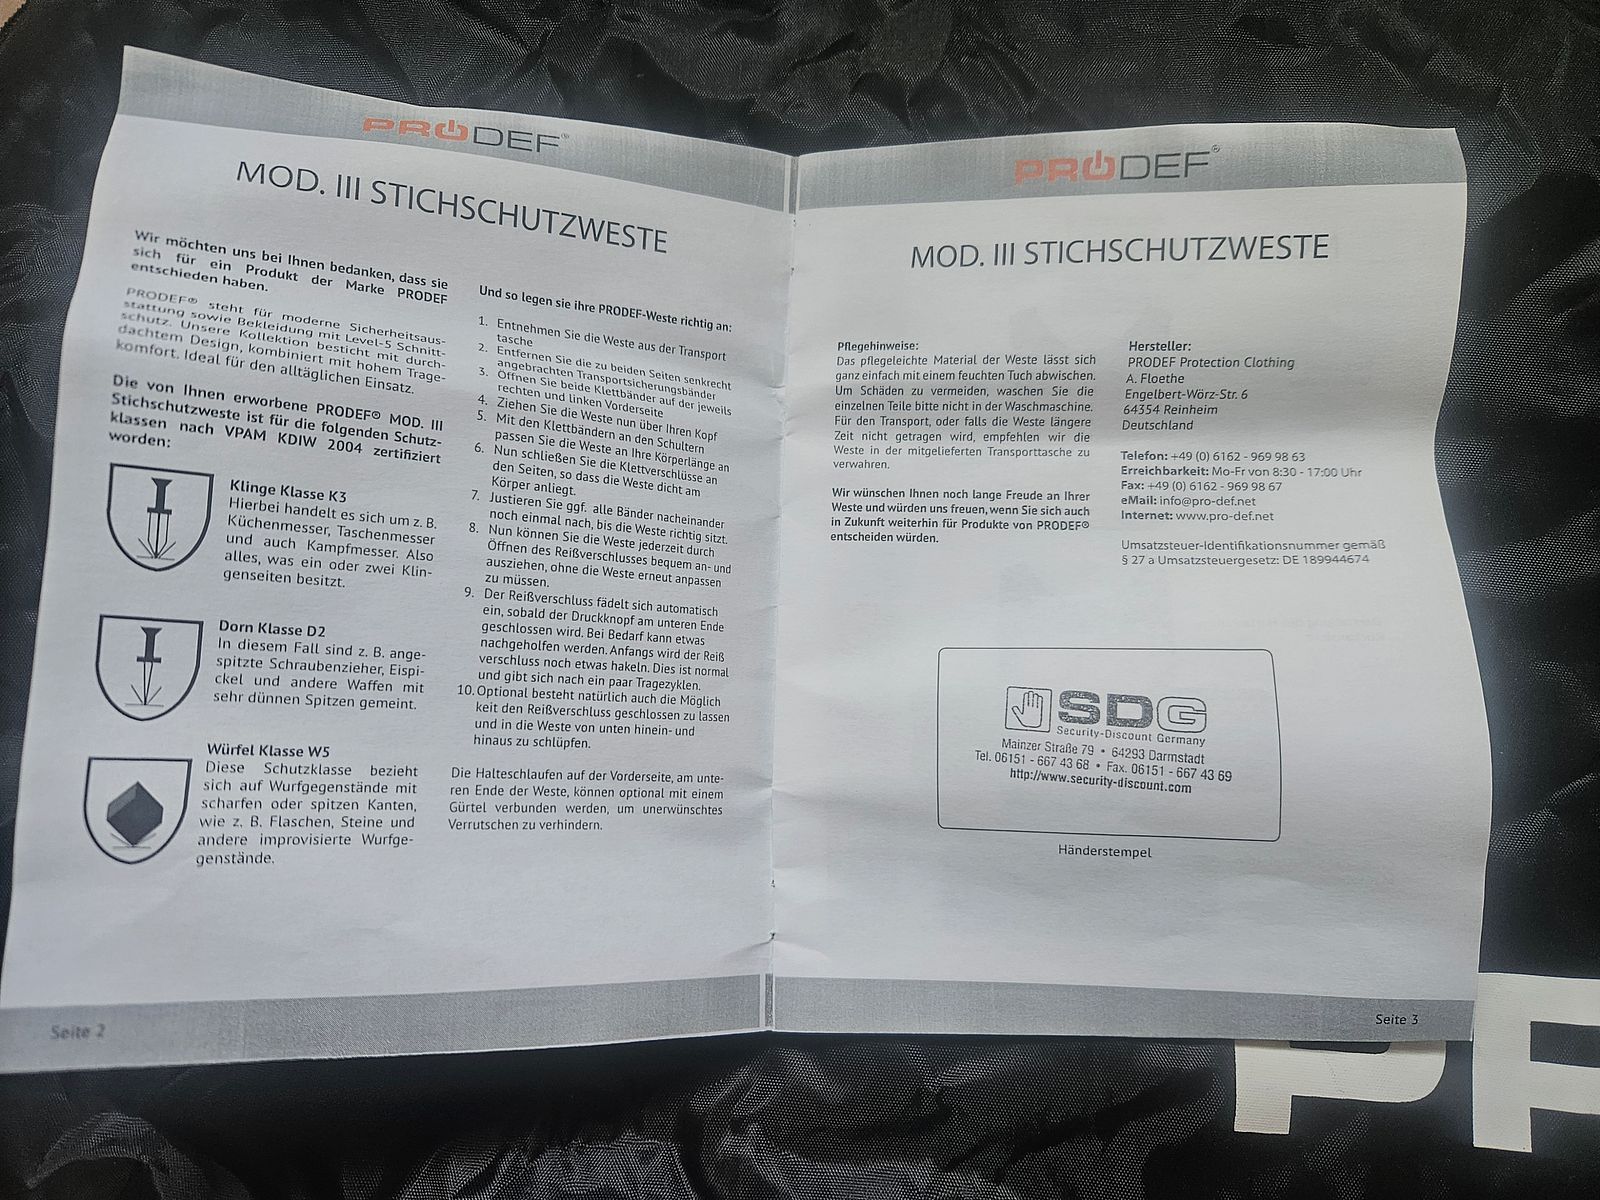 PRODEF®
MOD. III STICHSCHUTZWESTE
Wir möchten uns bei Ihnen bedanken, dass sie
sich für ein Produkt der Marke PRODEF
entschieden haben.
PRODEF® steht für moderne Sicherheitsaus-
stattung sowie Bekleidung mit Level-5 Schnitt-
schutz. Unsere Kollektion besticht mit durch-
dachtem Design, kombiniert mit hohem Trage-
komfort. Ideal für den alltäglichen Einsatz.
Die von Ihnen erworbene PRODEF® MOD. III
Stichschutzweste ist für die folgenden Schutz-
klassen nach VPAM KDIW 2004 zertifiziert
worden:
Klinge Klasse K3
Hierbei handelt es sich um z. B.
Küchenmesser, Taschenmesser
und auch Kampfmesser. Also
alles, was ein oder zwei Klin-
genseiten besitzt.
Dorn Klasse D2
In diesem Fall sind z. B. ange-
spitzte Schraubenzieher, Eispi-
ckel und andere Waffen mit
sehr dünnen Spitzen gemeint.
Würfel Klasse W5
Diese Schutzklasse bezieht
sich auf Wurfgegenstände mit
scharfen oder spitzen Kanten,
wie z. B. Flaschen, Steine und
andere improvisierte Wurfge-
genstände.
Und so legen sie ihre PRODEF-Weste richtig an:
1. Entnehmen Sie die Weste aus der Transport
tasche
2. Entfernen Sie die zu beiden Seiten senkrecht
angebrachten Transportsicherungsbänder
3. Öffnen Sie beide Klettbänder auf der jeweils
rechten und linken Vorderseite
4. Ziehen Sie die Weste nun über Ihren Kopf
5. Mit den Klettbändern an den Schultern
passen Sie die Weste an Ihre Körperlänge an
6. Nun schließen Sie die Klettverschlüsse an
den Seiten, so dass die Weste dicht am
Körper anliegt.
7. Justieren Sie ggf. alle Bänder nacheinander
noch einmal nach, bis die Weste richtig sitzt.
8. Nun können Sie die Weste jederzeit durch
Öffnen des Reißverschlusses bequem an- und
ausziehen, ohne die Weste erneut anpassen
zu müssen.
9. Der Reißverschluss fädelt sich automatisch
ein, sobald der Druckknopf am unteren Ende
geschlossen wird. Bei Bedarf kann etwas
nachgeholfen werden. Anfangs wird der Reiß
verschluss noch etwas hakeln. Dies ist normal
und gibt sich nach ein paar Tragezyklen.
10. Optional besteht natürlich auch die Möglich
keit den Reißverschluss geschlossen zu lassen
und in die Weste von unten hinein- und
hinaus zu schlüpfen.
Die Halteschlaufen auf der Vorderseite, am unte-
ren Ende der Weste, können optional mit einem
Gürtel verbunden werden, um unerwünschtes
Verrutschen zu verhindern.
Seite 2
PRODEF®
MOD. III STICHSCHUTZWESTE
Pflegehinweise:
Das pflegeleichte Material der Weste lässt sich
ganz einfach mit einem feuchten Tuch abwischen.
Um Schäden zu vermeiden, waschen Sie die
einzelnen Teile bitte nicht in der Waschmaschine.
Für den Transport, oder falls die Weste längere
Zeit nicht getragen wird, empfehlen wir die
Weste in der mitgelieferten Transporttasche zu
verwahren.
Wir wünschen Ihnen noch lange Freude an Ihrer
Weste und würden uns freuen, wenn Sie sich auch
in Zukunft weiterhin für Produkte von PRODEF®
entscheiden würden.
Hersteller:
PRODEF Protection Clothing
A. Floethe
Engelbert-Wörz-Str. 6
64354 Reinheim
Deutschland
Telefon: +49 (0) 6162 - 969 98 63
Erreichbarkeit: Mo-Fr von 8:30 - 17:00 Uhr
Fax: +49 (0) 6162 - 969 98 67
eMail: info@pro-def.net
Internet: www.pro-def.net
Umsatzsteuer-Identifikationsnummer gemäß
§ 27 a Umsatzsteuergesetz: DE 189944674
SDG
Security-Discount Germany
Mainzer Straße 79 • 64293 Darmstadt
Tel. 06151 - 667 43 68 • Fax. 06151 - 667 43 69
http://www.security-discount.com
Händerstempel
Seite 3